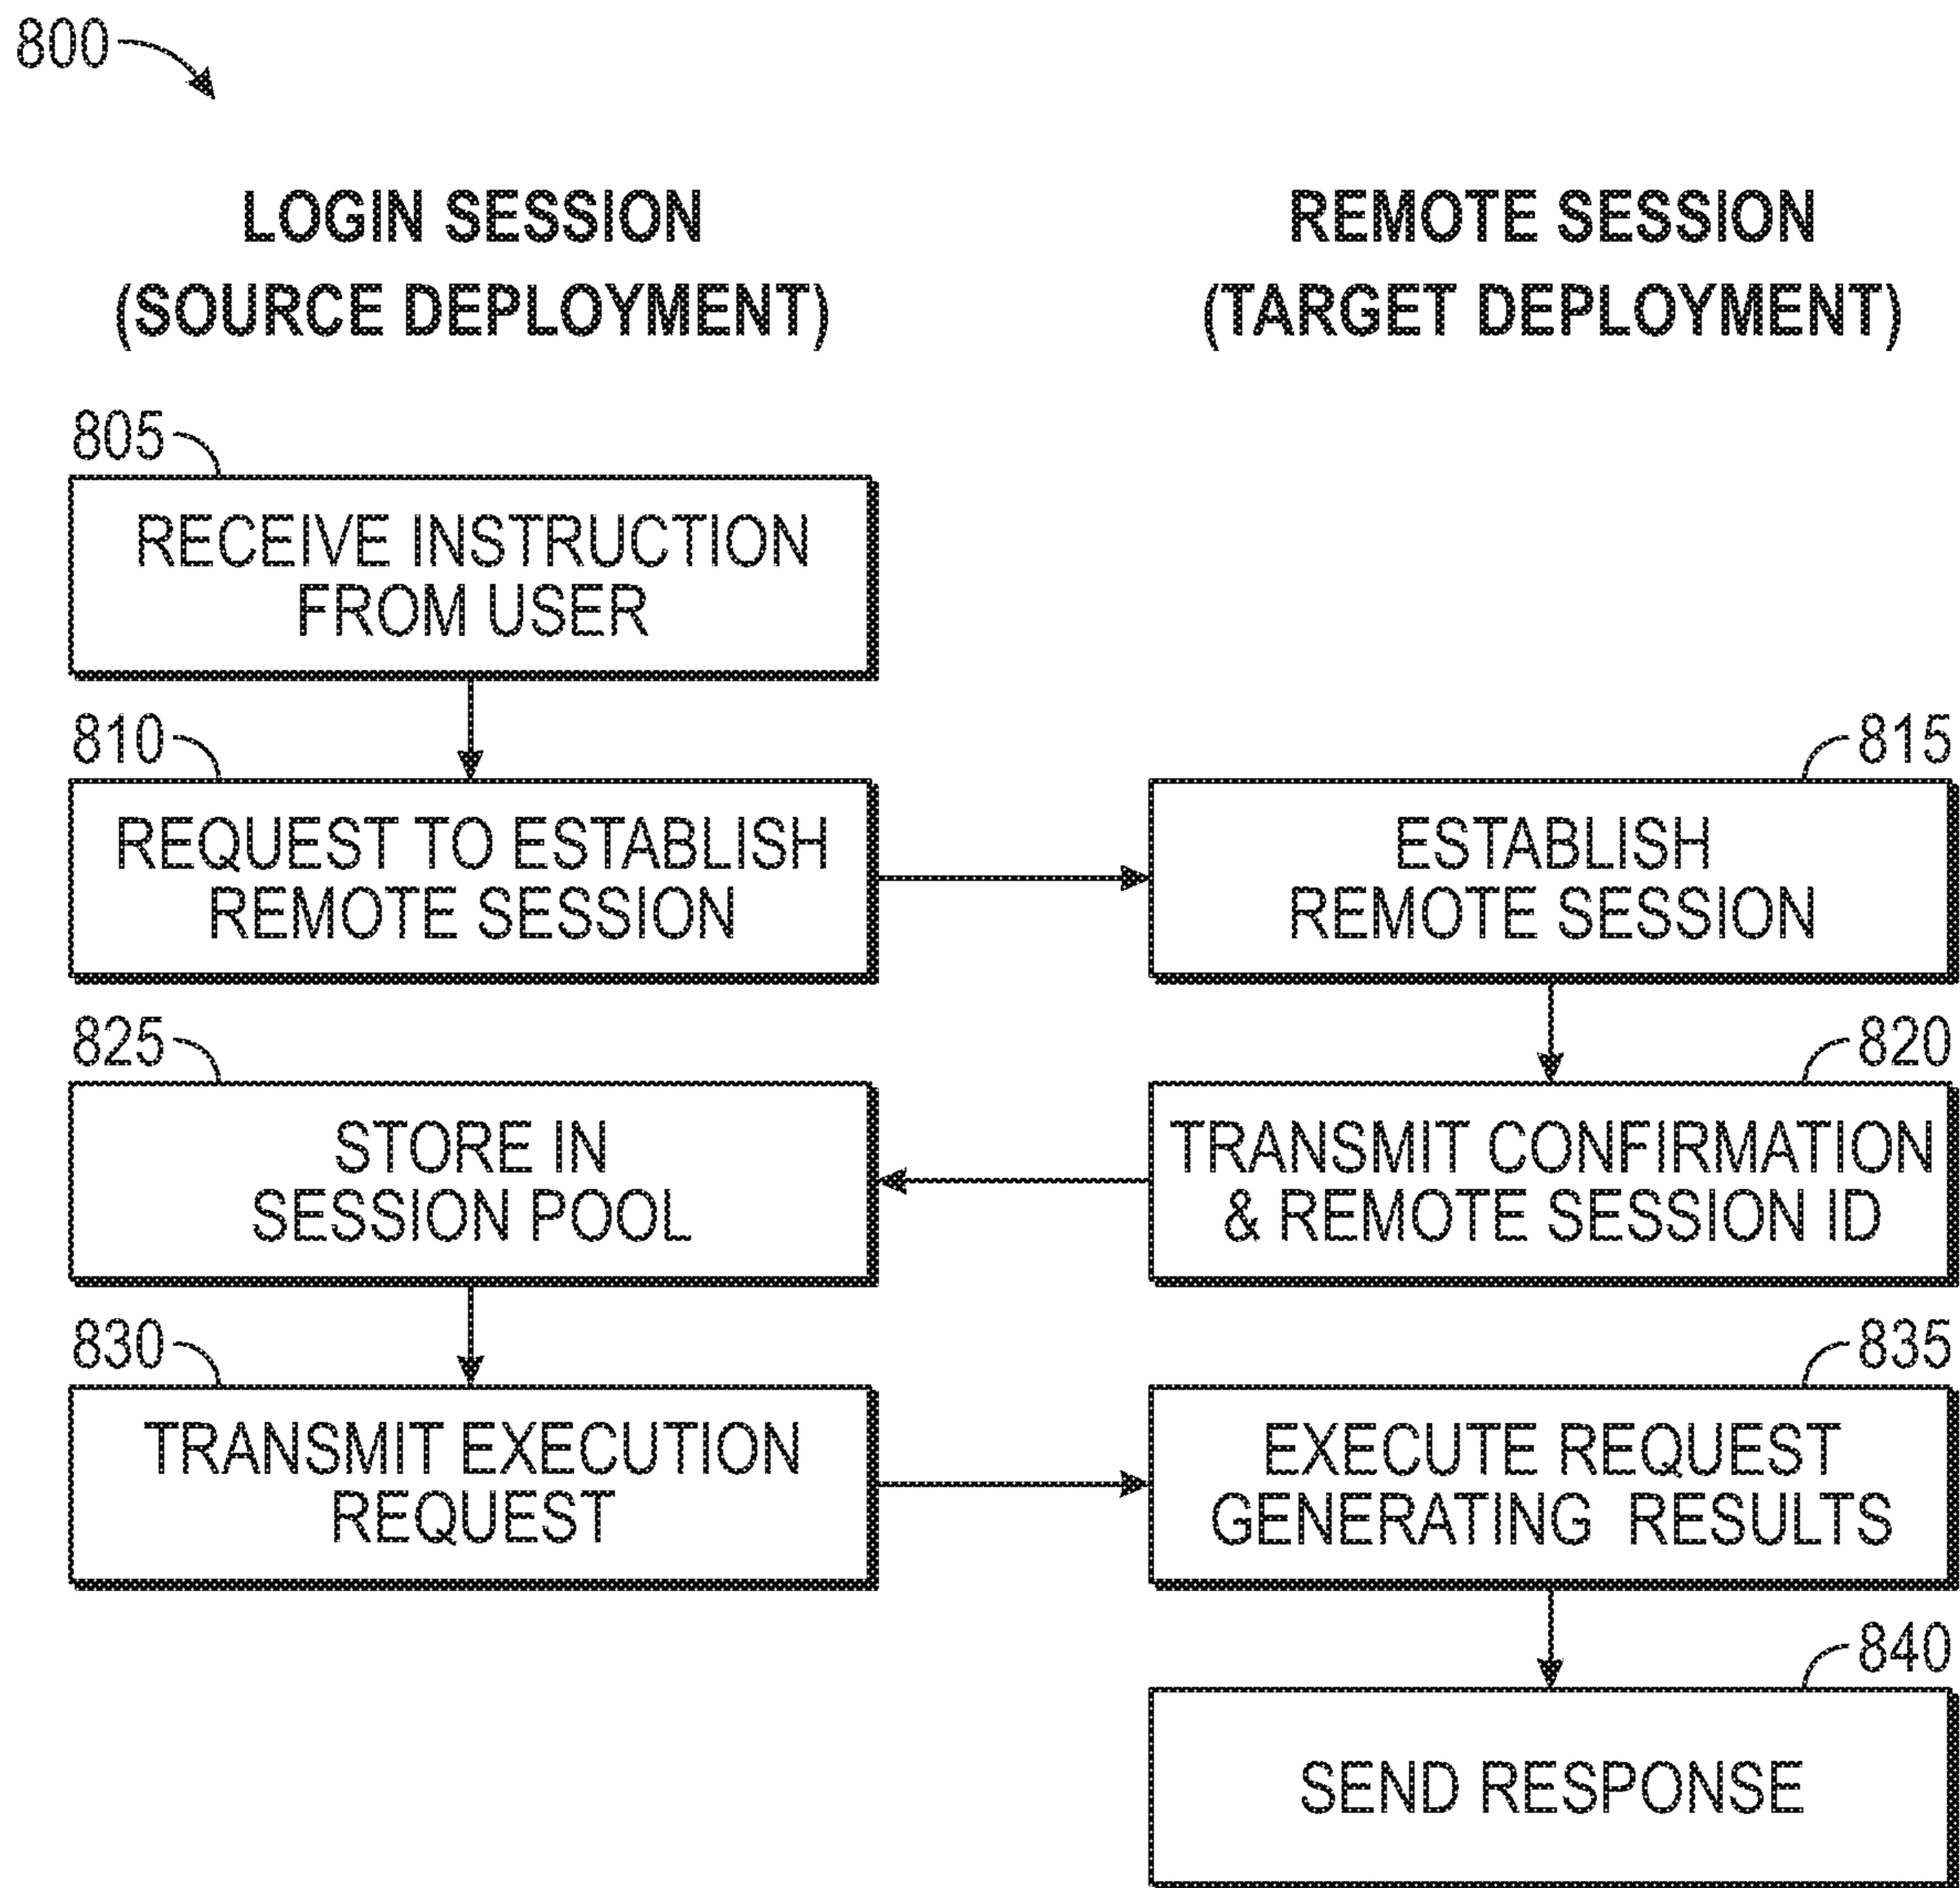 800
LOGIN SESSION
(SOURCE DEPLOYMENT)
REMOTE SESSION
(TARGET DEPLOYMENT)
805
RECEIVE INSTRUCTION
FROM USER
810
REQUEST TO ESTABLISH
REMOTE SESSION
815
ESTABLISH
REMOTE SESSION
820
TRANSMIT CONFIRMATION
& REMOTE SESSION ID
825
STORE IN
SESSION POOL
830
TRANSMIT EXECUTION
REQUEST
835
EXECUTE REQUEST
GENERATING RESULTS
840
SEND RESPONSE